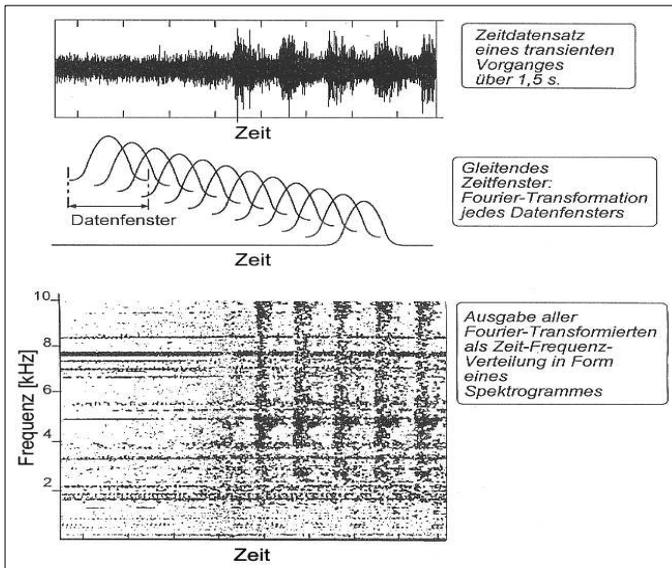 Zeitdatensatz
eines transienten
Vorganges
über 1,5 s.
Zeit
Gleitendes
Zeitfenster:
Fourier-Transformation
jedes Datenfensters
Datenfenster
Zeit
Ausgabe aller
Fourier-Transformierten
als Zeit-Frequenz-
Verteilung in Form
eines
Spektrogrammes
Frequenz [kHz]
10
8
6
4
2
Zeit